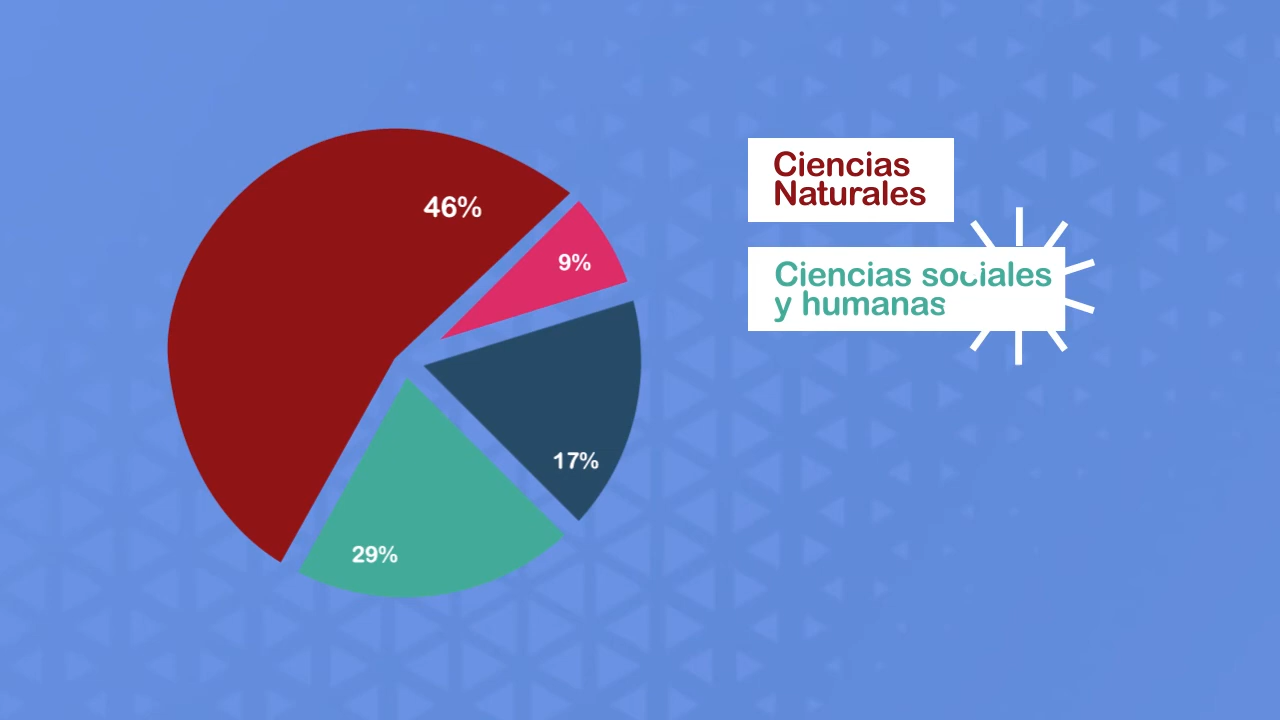 46%
9%
17%
29%
Ciencias
Naturales
Ciencias sociales
y humanas